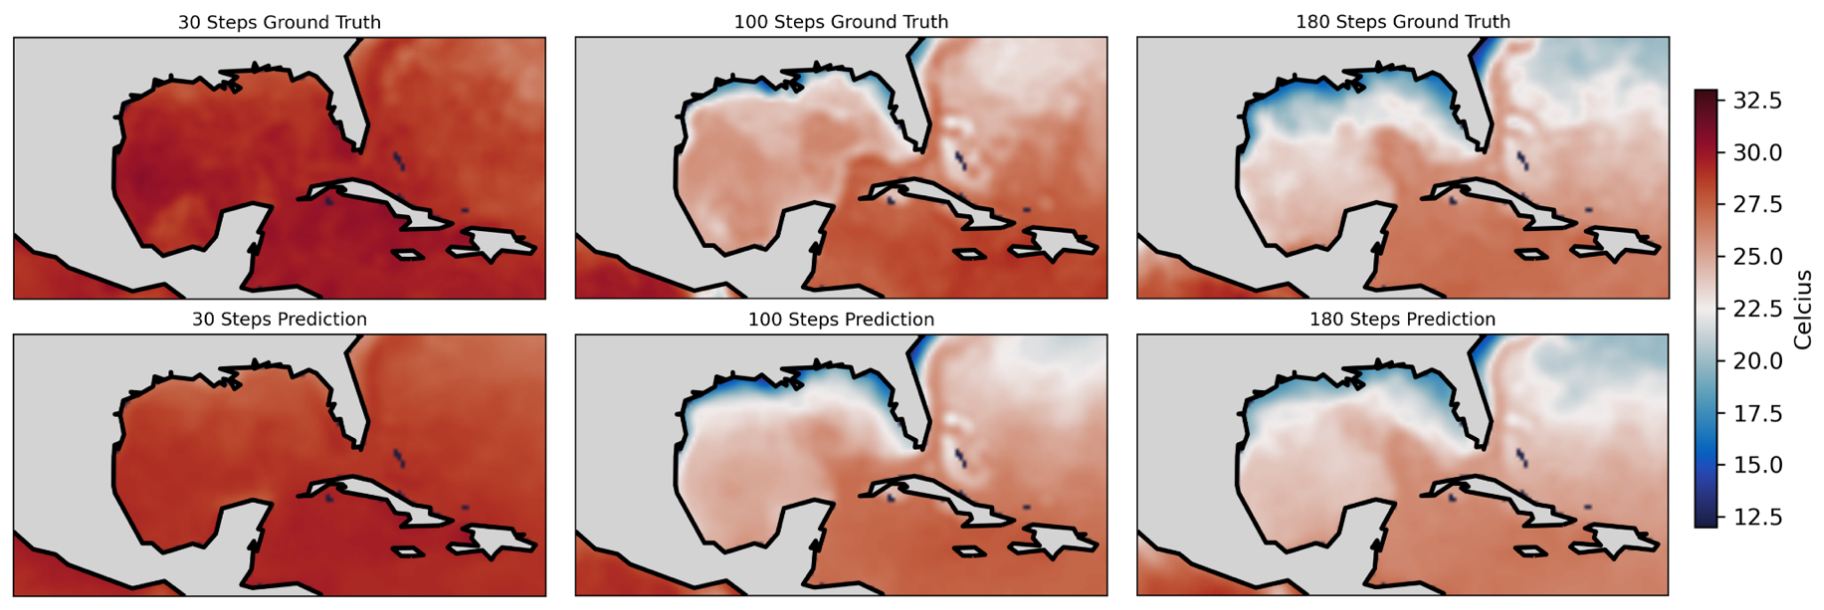 30 Steps Ground Truth
100 Steps Ground Truth
180 Steps Ground Truth
30 Steps Prediction
100 Steps Prediction
180 Steps Prediction
32.5
30.0
27.5
25.0
22.5
20.0
17.5
15.0
12.5
Celcius